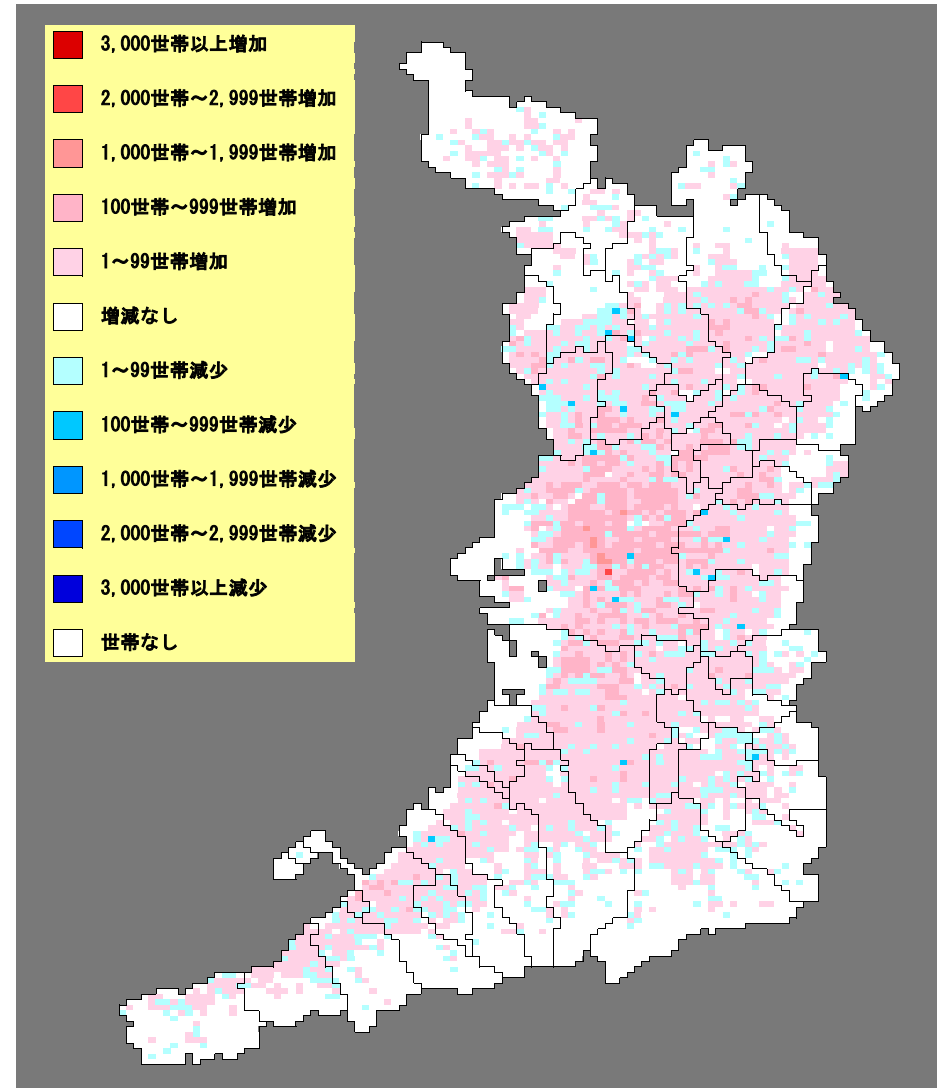 3,000世帯以上増加
2,000世帯～2,999世帯増加
1,000世帯～1,999世帯増加
100世帯～999世帯増加
1～99世帯増加
増減なし
1～99世帯減少
100世帯～999世帯減少
1,000世帯～1,999世帯減少
2,000世帯～2,999世帯減少
3,000世帯以上減少
世帯なし